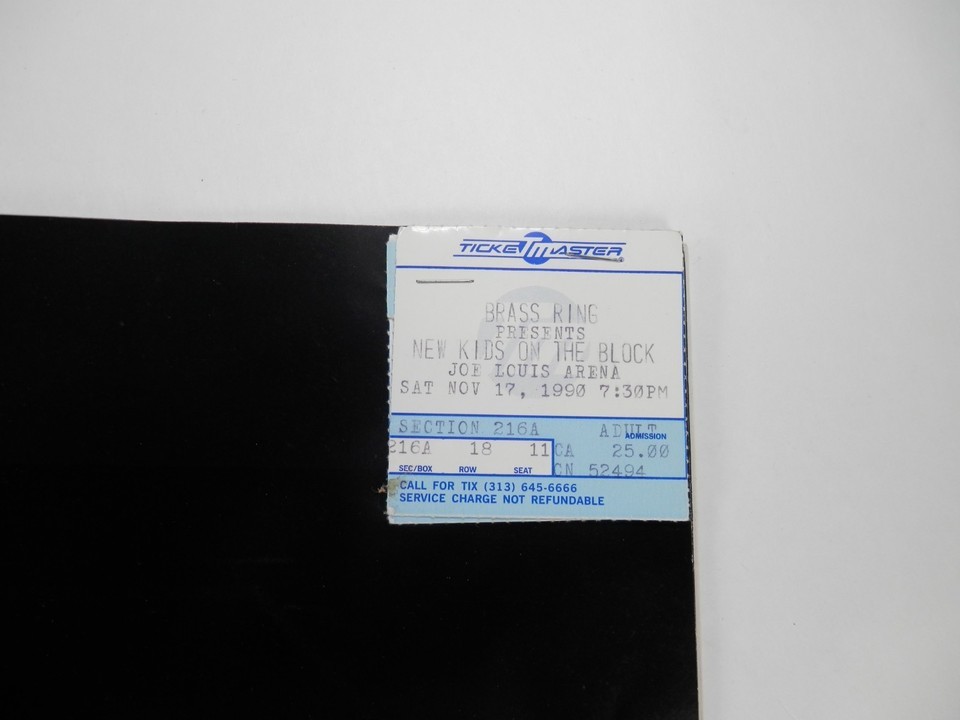 TICKETMASTER
BRASS RING
PRESENTS
NEW KIDS ON THE BLOCK
JOE LOUIS ARENA
SAT NOV 17, 1990 7:30PM
SECTION 216A ADULT
ADMISSION
216A 18 11 CA 25.00
SEC/BOX ROW SEAT CN 52494
CALL FOR TIX (313) 645-6666
SERVICE CHARGE NOT REFUNDABLE